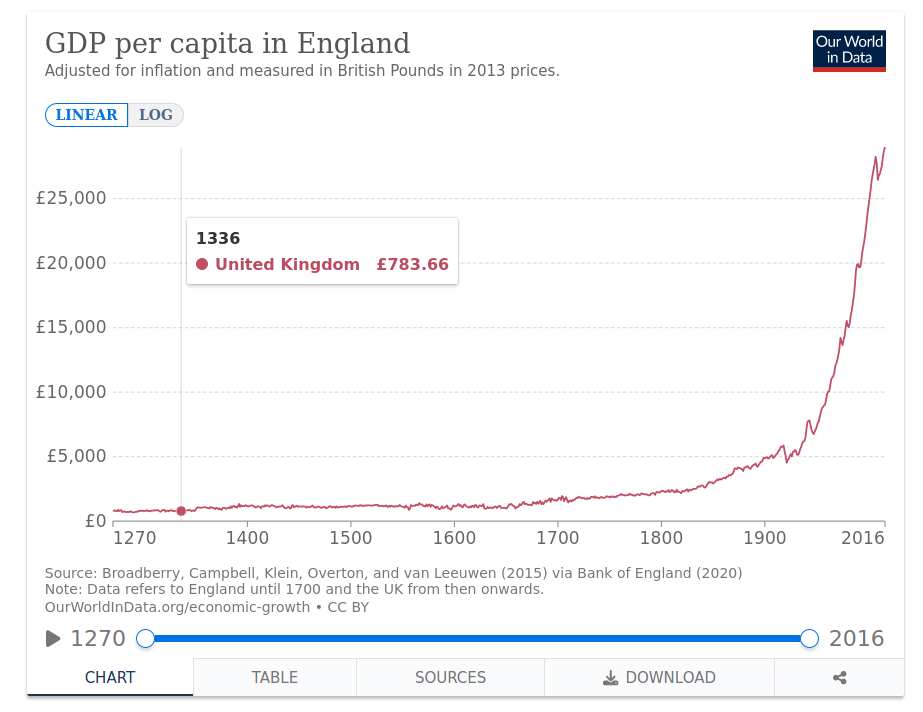 GDP per capita in England
Adjusted for inflation and measured in British Pounds in 2013 prices.
Our World
in Data
LINEAR LOG
£25,000
£20,000
£15,000
£10,000
£5,000
£0
1336
United Kingdom £783.66
1270 1400 1500 1600 1700 1800 1900 2016
Source: Broadberry, Campbell, Klein, Overton, and van Leeuwen (2015) via Bank of England (2020)
Note: Data refers to England until 1700 and the UK from then onwards.
OurWorldInData.org/economic-growth • CC BY
1270 2016
CHART TABLE SOURCES DOWNLOAD